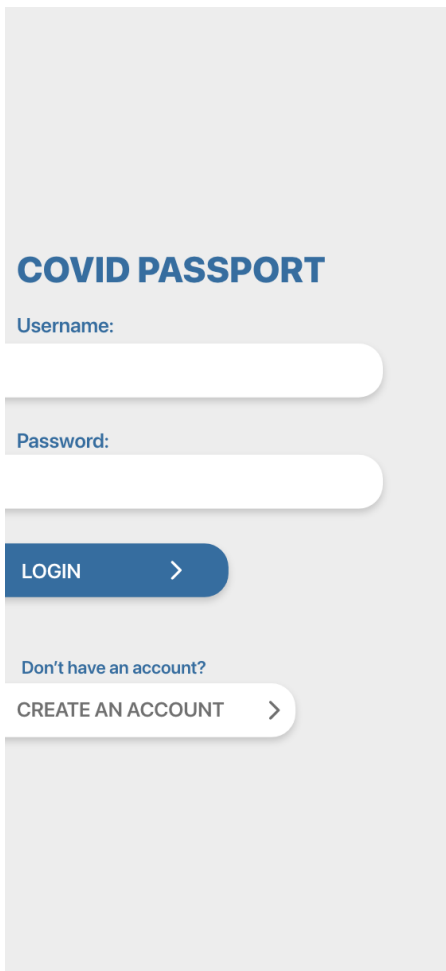 COVID PASSPORT
Username:
Password:
LOGIN
Don’t have an account?
CREATE AN ACCOUNT